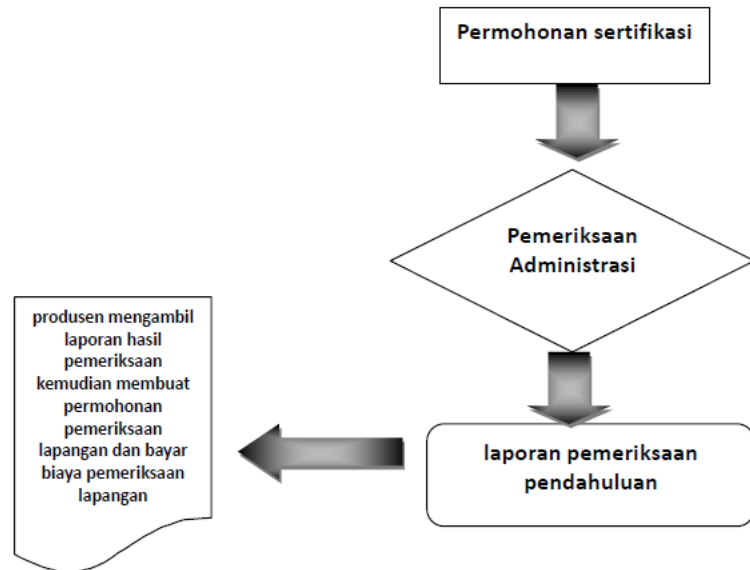 Permohonan sertifikasi
Pemeriksaan
Administrasi
laporan pemeriksaan
pendahuluan
produsen mengambil
laporan hasil
pemeriksaan
kemudian membuat
permohonan
pemeriksaan
lapangan dan bayar
biaya pemeriksaan
lapangan